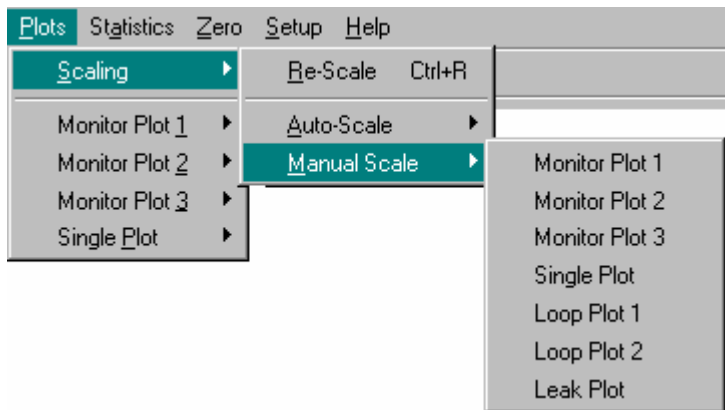 Plots Statistics Zero Setup Help
Scaling
Monitor Plot 1
Monitor Plot 2
Monitor Plot 3
Single Plot
Re-Scale Ctrl+R
Auto-Scale
Manual Scale
Monitor Plot 1
Monitor Plot 2
Monitor Plot 3
Single Plot
Loop Plot 1
Loop Plot 2
Leak Plot